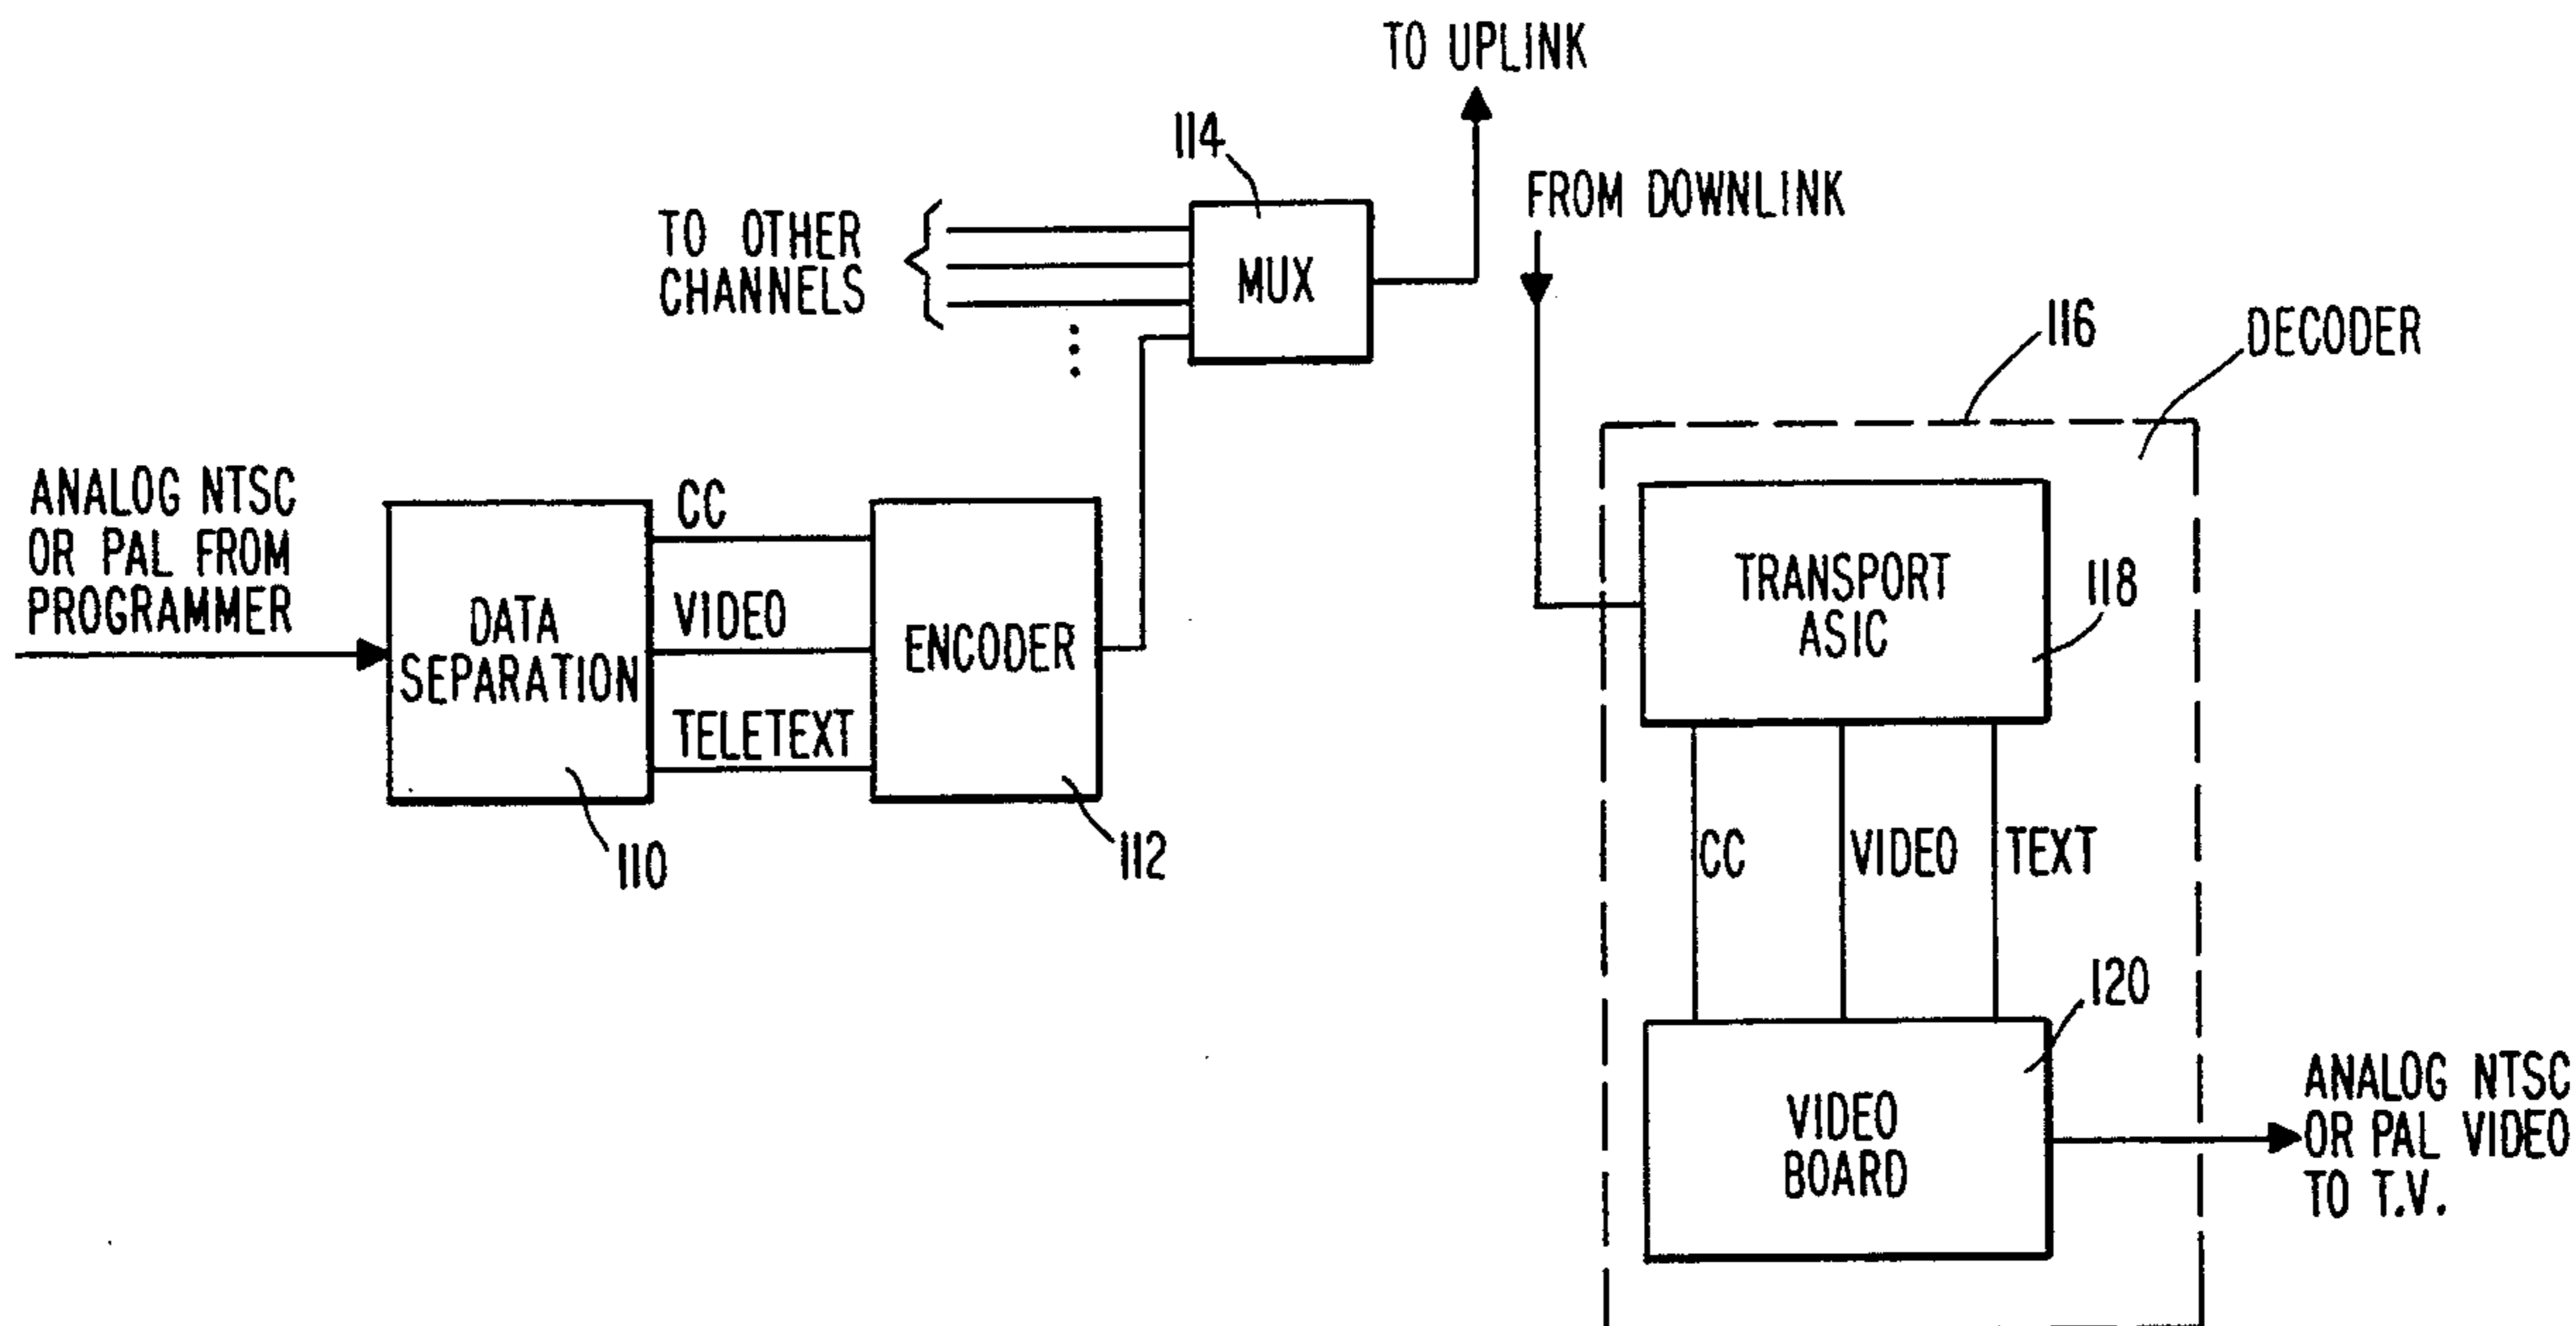 TO UPLINK
114
FROM DOWNLINK
TO OTHER
CHANNELS
MUX
116
DECODER
ANALOG NTSC
OR PAL FROM
PROGRAMMER
CC
VIDEO
TELETEXT
DATA
SEPARATION
ENCODER
110
112
TRANSPORT
ASIC
118
CC
VIDEO
TEXT
120
VIDEO
BOARD
ANALOG NTSC
OR PAL VIDEO
TO T.V.